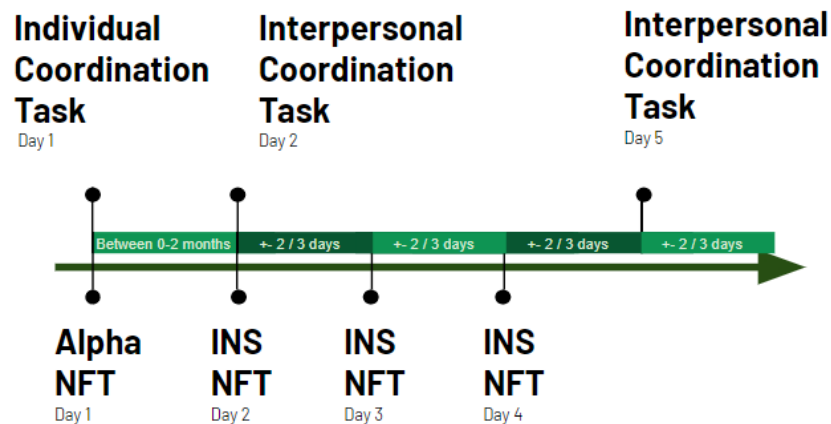 Individual
Coordination
Task
Day 1
Interpersonal
Coordination
Task
Day 2
Interpersonal
Coordination
Task
Day 5
Between 0-2 months
+- 2 / 3 days
+- 2 / 3 days
+- 2 / 3 days
+- 2 / 3 days
Alpha
NFT
Day 1
INS
NFT
Day 2
INS
NFT
Day 3
INS
NFT
Day 4